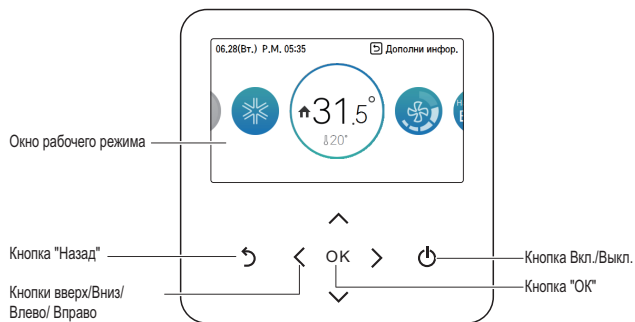 06.28(Вт.) P.M. 05:35 Дополни инфор.
31.5°
20°
Окно рабочего режима
Кнопка "Назад"
OK
Кнопка Вкл./Выкл.
Кнопка "ОК"
Кнопки вверх/Вниз/
Влево/ Вправо